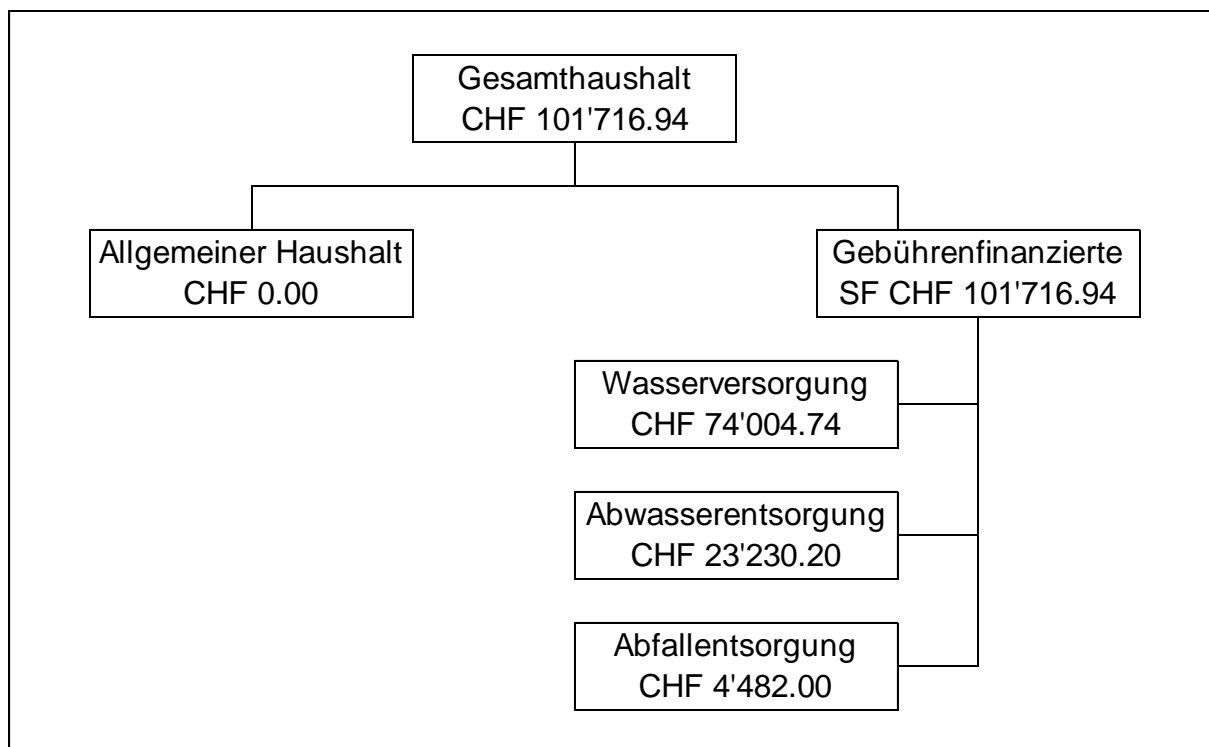 Gesamthaushalt
CHF 101'716.94
Allgemeiner Haushalt
CHF 0.00
Gebührenfinanzierte
SF CHF 101'716.94
Wasserversorgung
CHF 74'004.74
Abwasserentsorgung
CHF 23'230.20
Abfallentsorgung
CHF 4'482.00